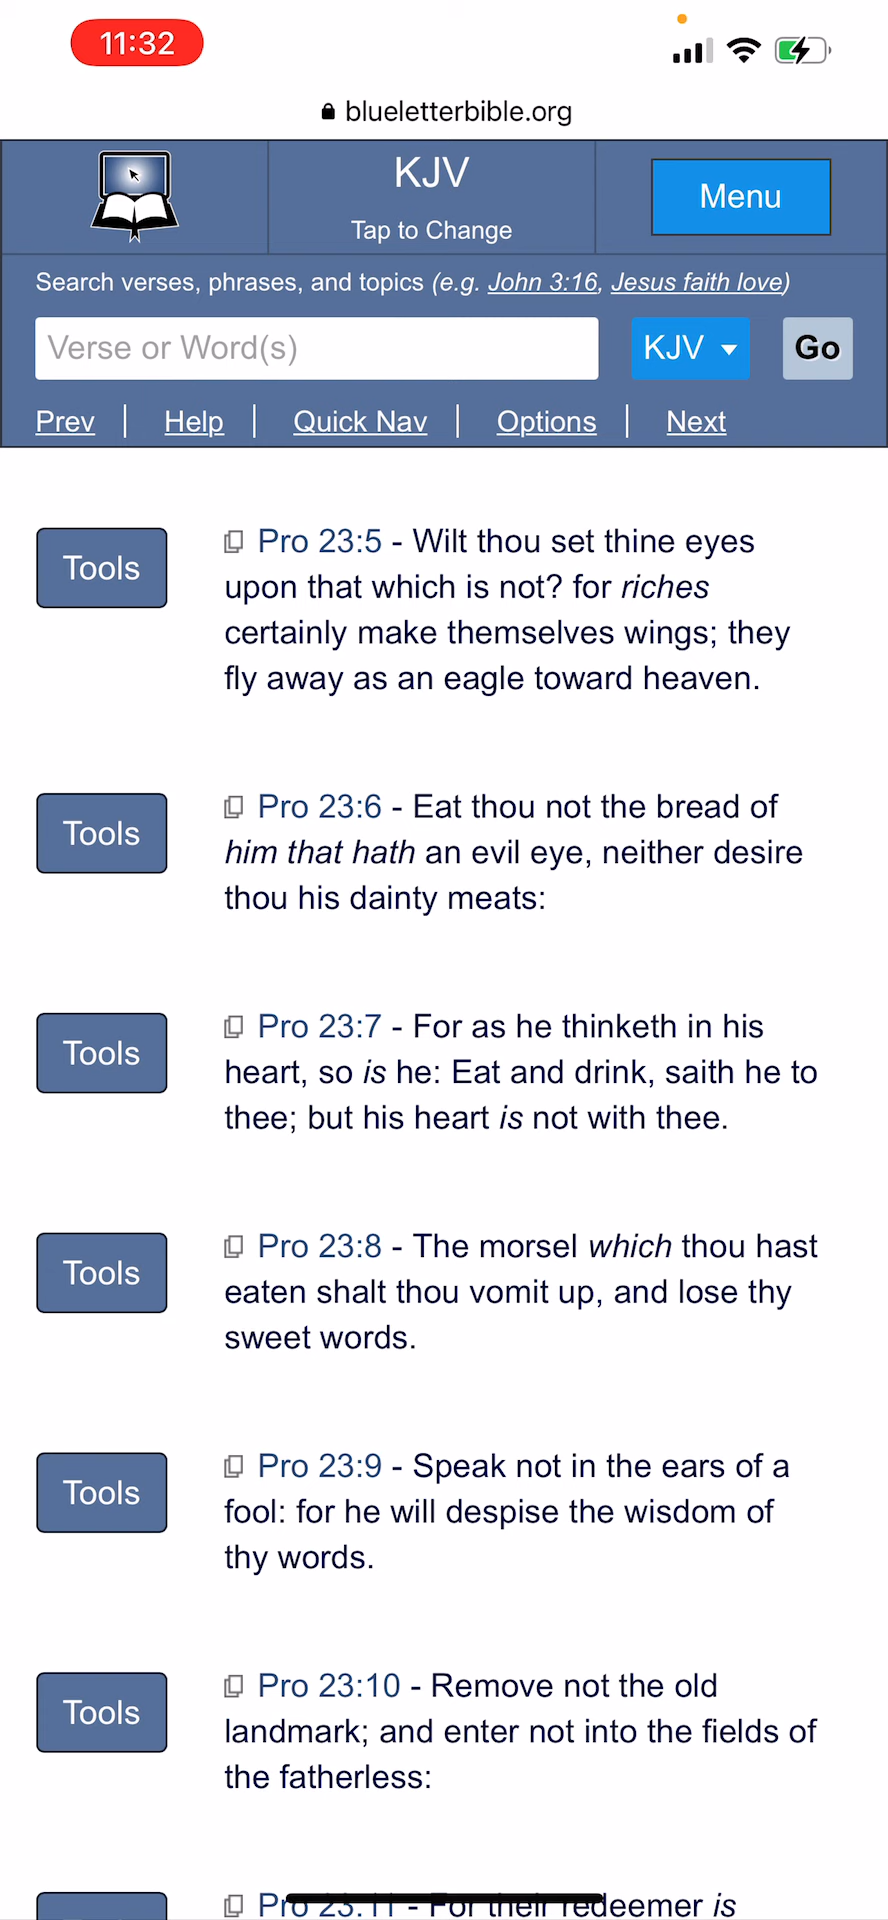 11:32
blueletterbible.org
KJV
Tap to Change
Menu
Search verses, phrases, and topics (e.g. John 3:16, Jesus faith love)
Verse or Word(s)
KJV
Go
Prev | Help | Quick Nav | Options | Next
Tools
Pro 23:5 - Wilt thou set thine eyes
upon that which is not? for riches
certainly make themselves wings; they
fly away as an eagle toward heaven.
Tools
Pro 23:6 - Eat thou not the bread of
him that hath an evil eye, neither desire
thou his dainty meats:
Tools
Pro 23:7 - For as he thinketh in his
heart, so is he: Eat and drink, saith he to
thee; but his heart is not with thee.
Tools
Pro 23:8 - The morsel which thou hast
eaten shalt thou vomit up, and lose thy
sweet words.
Tools
Pro 23:9 - Speak not in the ears of a
fool: for he will despise the wisdom of
thy words.
Tools
Pro 23:10 - Remove not the old
landmark; and enter not into the fields of
the fatherless:
Pro 23:11 - For their redeemer is